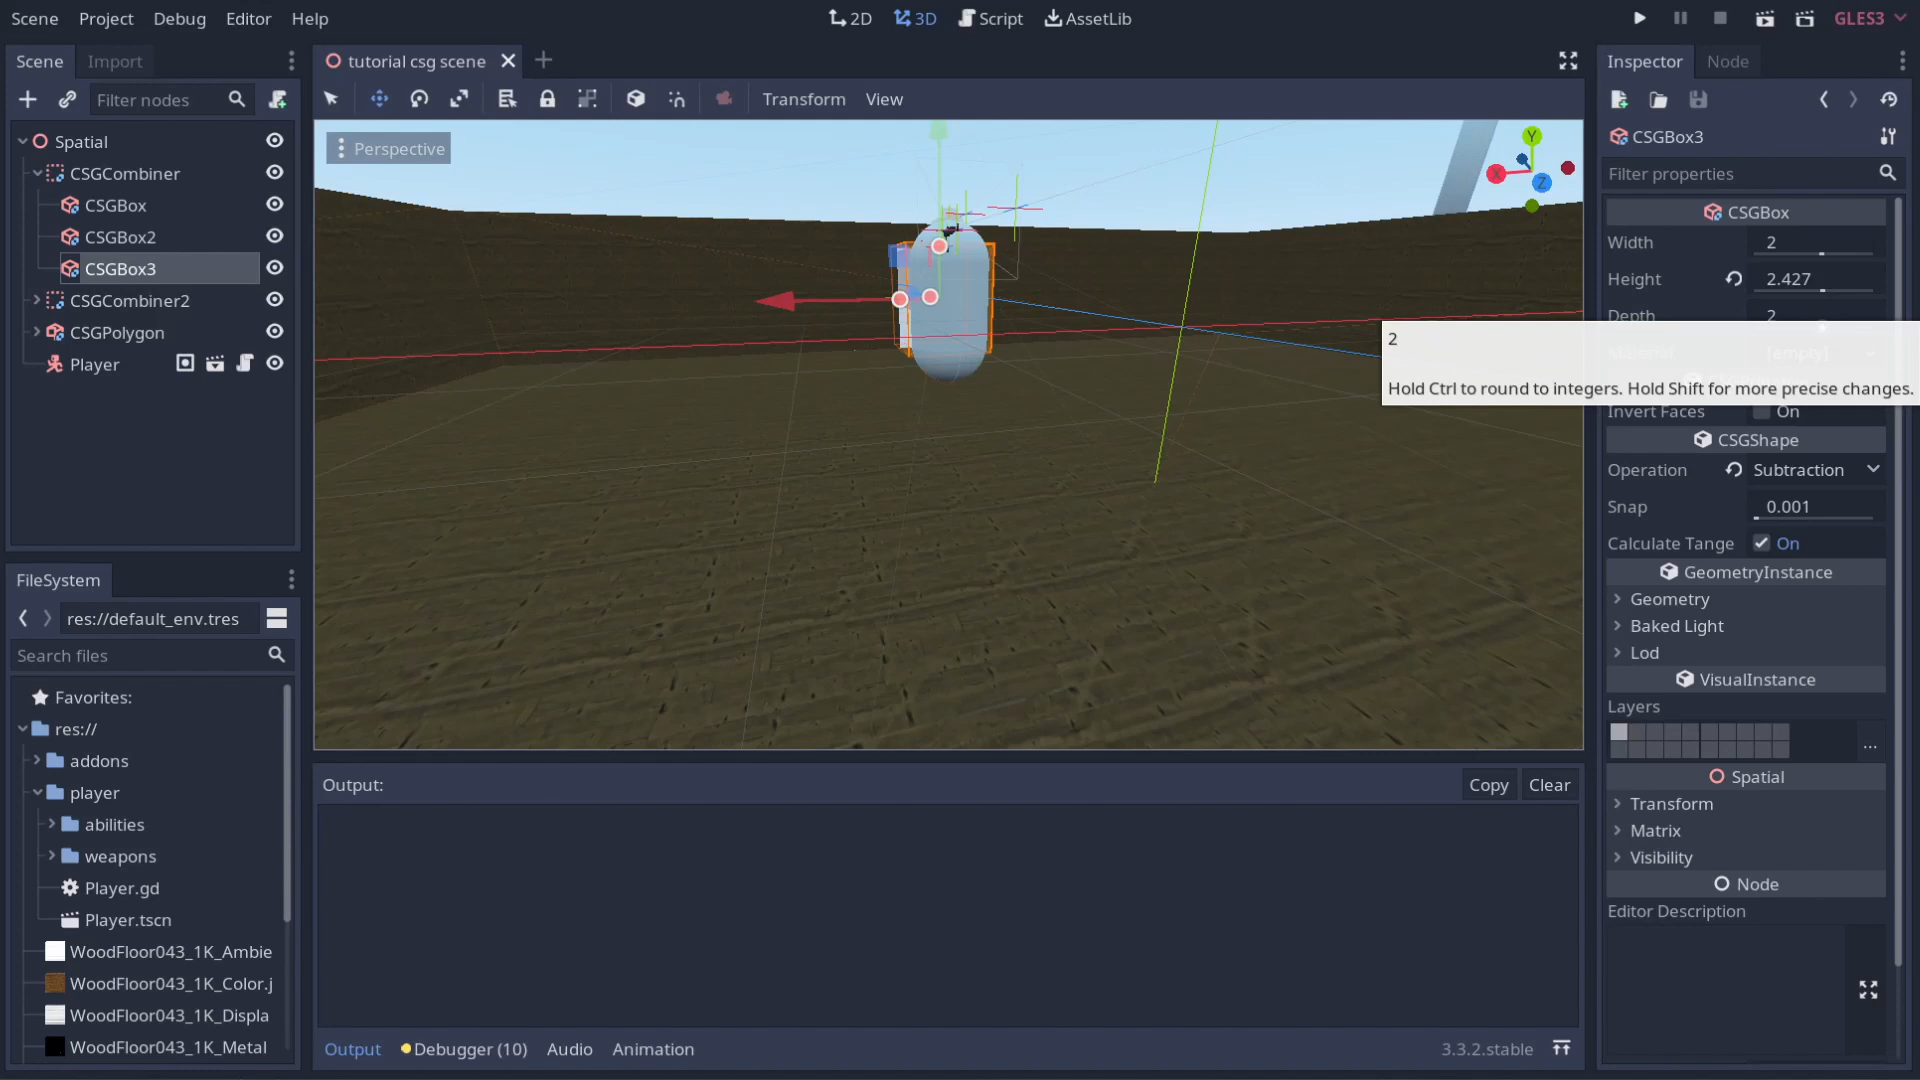 Scene Project Debug Editor Help
2D 3D Script AssetLib
GLES3
Scene Import
Filter nodes
Spatial
CSGCombiner
CSGBox
CSGBox2
CSGBox3
CSGCombiner2
CSGPolygon
Player
FileSystem
res://default_env.tres
Search files
Favorites:
res://
addons
player
abilities
weapons
Player.gd
Player.tscn
WoodFloor043_1K_Ambie
WoodFloor043_1K_Color.j
WoodFloor043_1K_Displa
WoodFloor043_1K_Metal
tutorial csg scene
Transform View
Perspective
Y
X
Z
Output:
Copy Clear
Output Debugger (10) Audio Animation
3.3.2.stable
Inspector Node
CSGBox3
Filter properties
CSGBox
Width 2
Height 2.427
Depth 2
2
Material [empty]
Hold Ctrl to round to integers. Hold Shift for more precise changes.
Invert Faces On
CSGShape
Operation Subtraction
Snap 0.001
Calculate Tange On
GeometryInstance
Geometry
Baked Light
Lod
VisualInstance
Layers
...
Spatial
Transform
Matrix
Visibility
Node
Editor Description